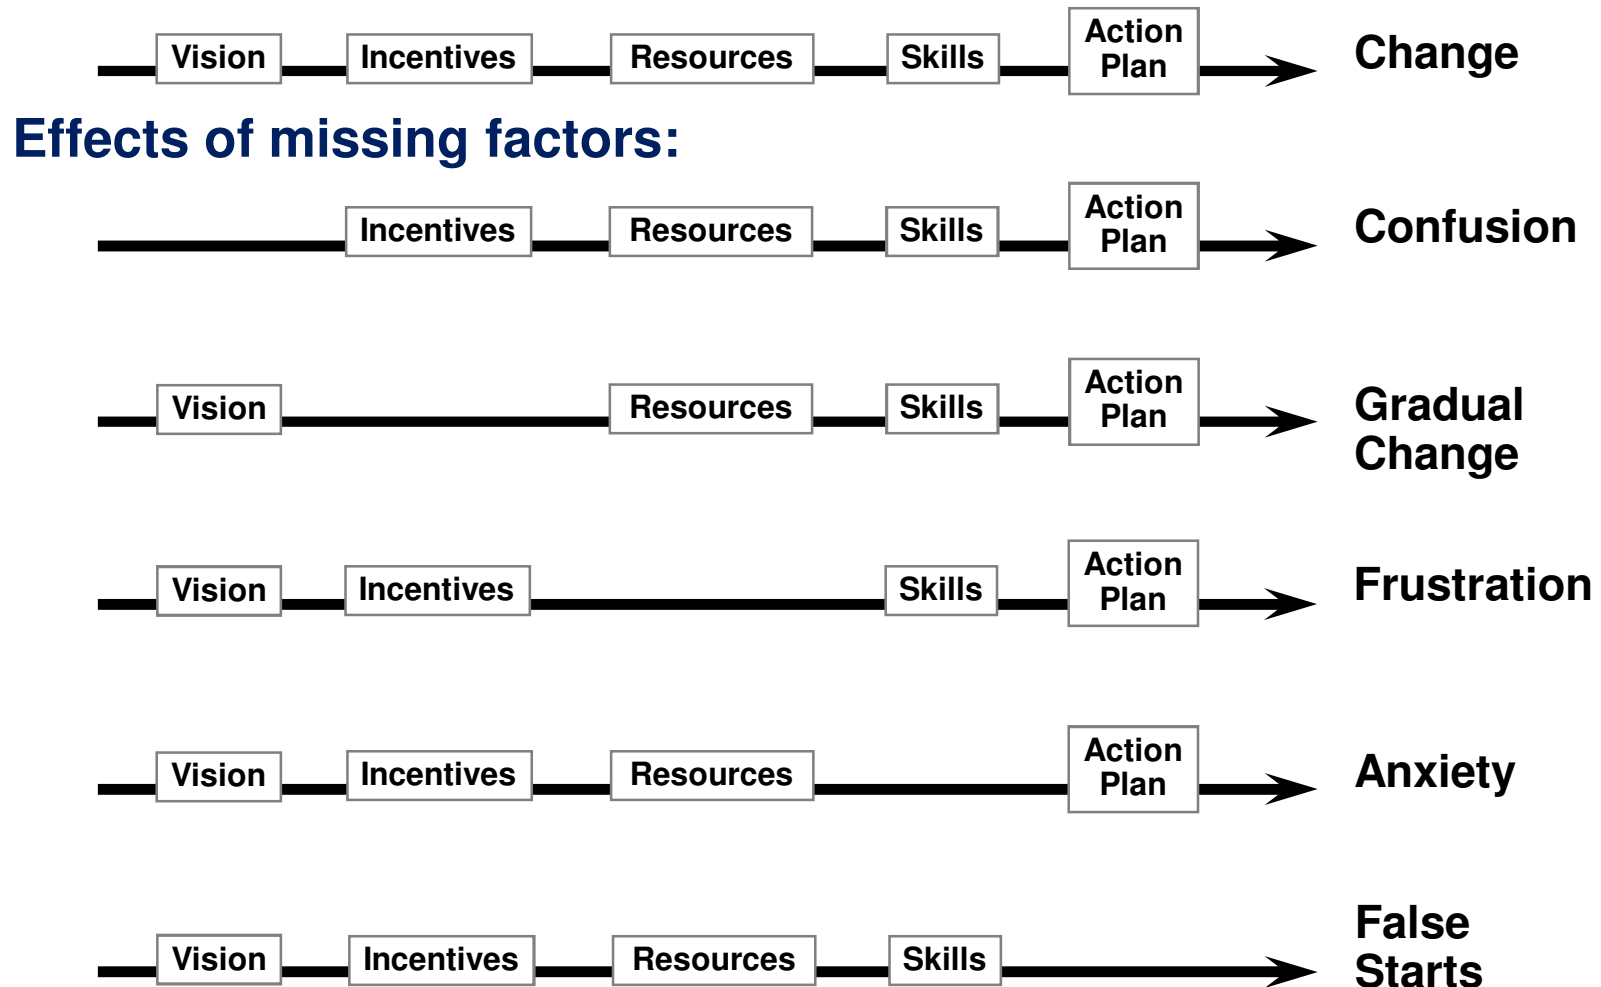 Vision Incentives Resources Skills Action Plan Change
Effects of missing factors:
Incentives Resources Skills Action Plan Confusion
Vision Resources Skills Action Plan Gradual Change
Vision Incentives Skills Action Plan Frustration
Vision Incentives Resources Action Plan Anxiety
Vision Incentives Resources Skills False Starts